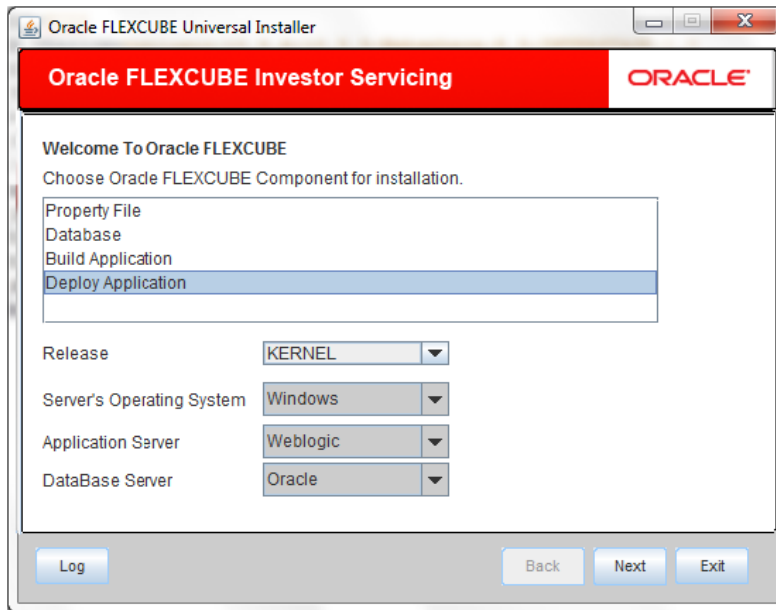 Oracle FLEXCUBE Universal Installer
Oracle FLEXCUBE Investor Servicing
ORACLE
Welcome To Oracle FLEXCUBE
Choose Oracle FLEXCUBE Component for installation.
Property File
Database
Build Application
Deploy Application
Release KERNEL
Server's Operating System Windows
Application Server Weblogic
DataBase Server Oracle
Log Back Next Exit